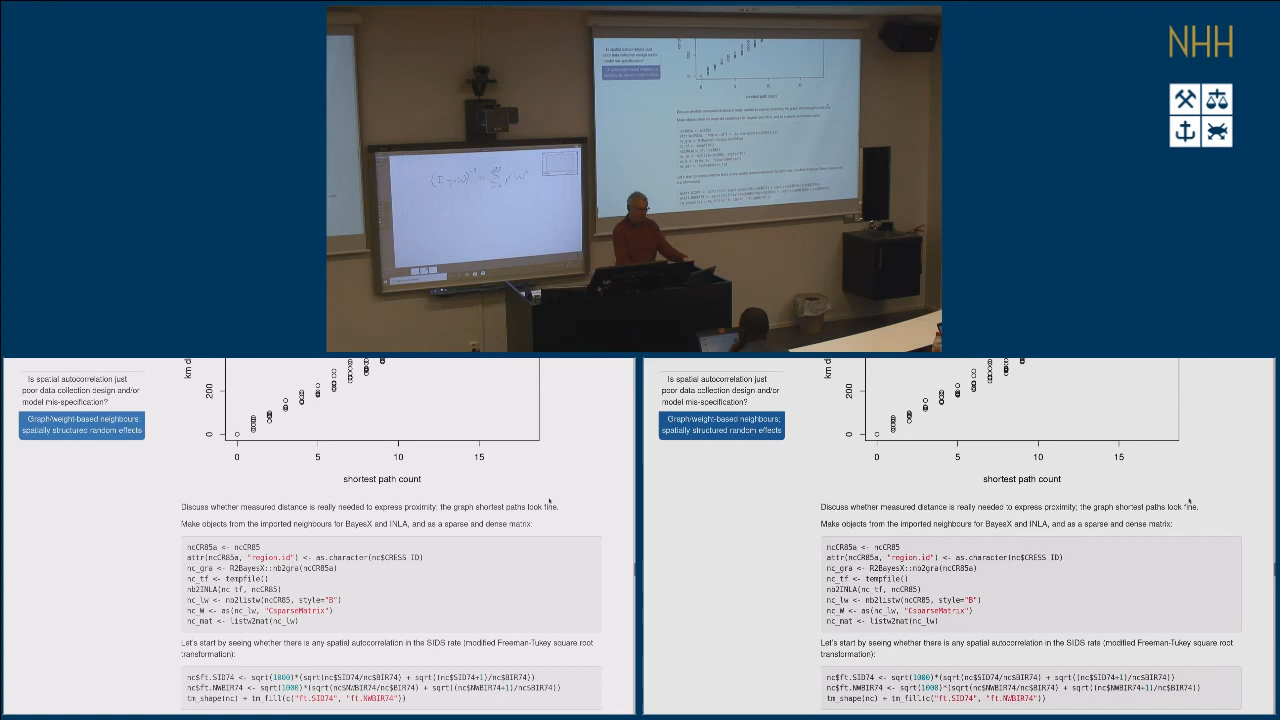 NHH
(I-ρW)⁻¹ = Σ ρⁱ Wⁱ
Is spatial autocorrelation just
poor data collection design and/or
model mis-specification?
Graph/weight-based neighbours;
spatially structured random effects
km d
200
0
0 5 10 15
shortest path count
Discuss whether measured distance is really needed to express proximity; the graph shortest paths look fine.
Make objects from the imported neighbours for BayesX and INLA, and as a sparse and dense matrix:
ncCR85a <- ncCR85
attr(ncCR85a, "region.id") <- as.character(nc$CRESS_ID)
nc_gra <- R2BayesX::nb2gra(ncCR85a)
nc_tf <- tempfile()
nb2INLA(nc_tf, ncCR85)
nc_lw <- nb2listw(ncCR85, style="B")
nc_W <- as(nc_lw, "CsparseMatrix")
nc_mat <- listw2mat(nc_lw)
Let's start by seeing whether there is any spatial autocorrelation in the SIDS rate (modified Freeman-Tukey square root
transformation):
nc$ft.SID74 <- sqrt(1000)*(sqrt(nc$SID74/nc$BIR74) + sqrt((nc$SID74+1)/nc$BIR74))
nc$ft.NWBIR74 <- sqrt(1000)*(sqrt(nc$NWBIR74/nc$BIR74) + sqrt((nc$NWBIR74+1)/nc$BIR74))
tm_shape(nc) + tm_fill(c("ft.SID74", "ft.NWBIR74"))
Is spatial autocorrelation just
poor data collection design and/or
model mis-specification?
Graph/weight-based neighbours;
spatially structured random effects
km d
200
0
0 5 10 15
shortest path count
Discuss whether measured distance is really needed to express proximity; the graph shortest paths look fine.
Make objects from the imported neighbours for BayesX and INLA, and as a sparse and dense matrix:
ncCR85a <- ncCR85
attr(ncCR85a, "region.id") <- as.character(nc$CRESS_ID)
nc_gra <- R2BayesX::nb2gra(ncCR85a)
nc_tf <- tempfile()
nb2INLA(nc_tf, ncCR85)
nc_lw <- nb2listw(ncCR85, style="B")
nc_W <- as(nc_lw, "CsparseMatrix")
nc_mat <- listw2mat(nc_lw)
Let's start by seeing whether there is any spatial autocorrelation in the SIDS rate (modified Freeman-Tukey square root
transformation):
nc$ft.SID74 <- sqrt(1000)*(sqrt(nc$SID74/nc$BIR74) + sqrt((nc$SID74+1)/nc$BIR74))
nc$ft.NWBIR74 <- sqrt(1000)*(sqrt(nc$NWBIR74/nc$BIR74) + sqrt((nc$NWBIR74+1)/nc$BIR74))
tm_shape(nc) + tm_fill(c("ft.SID74", "ft.NWBIR74"))